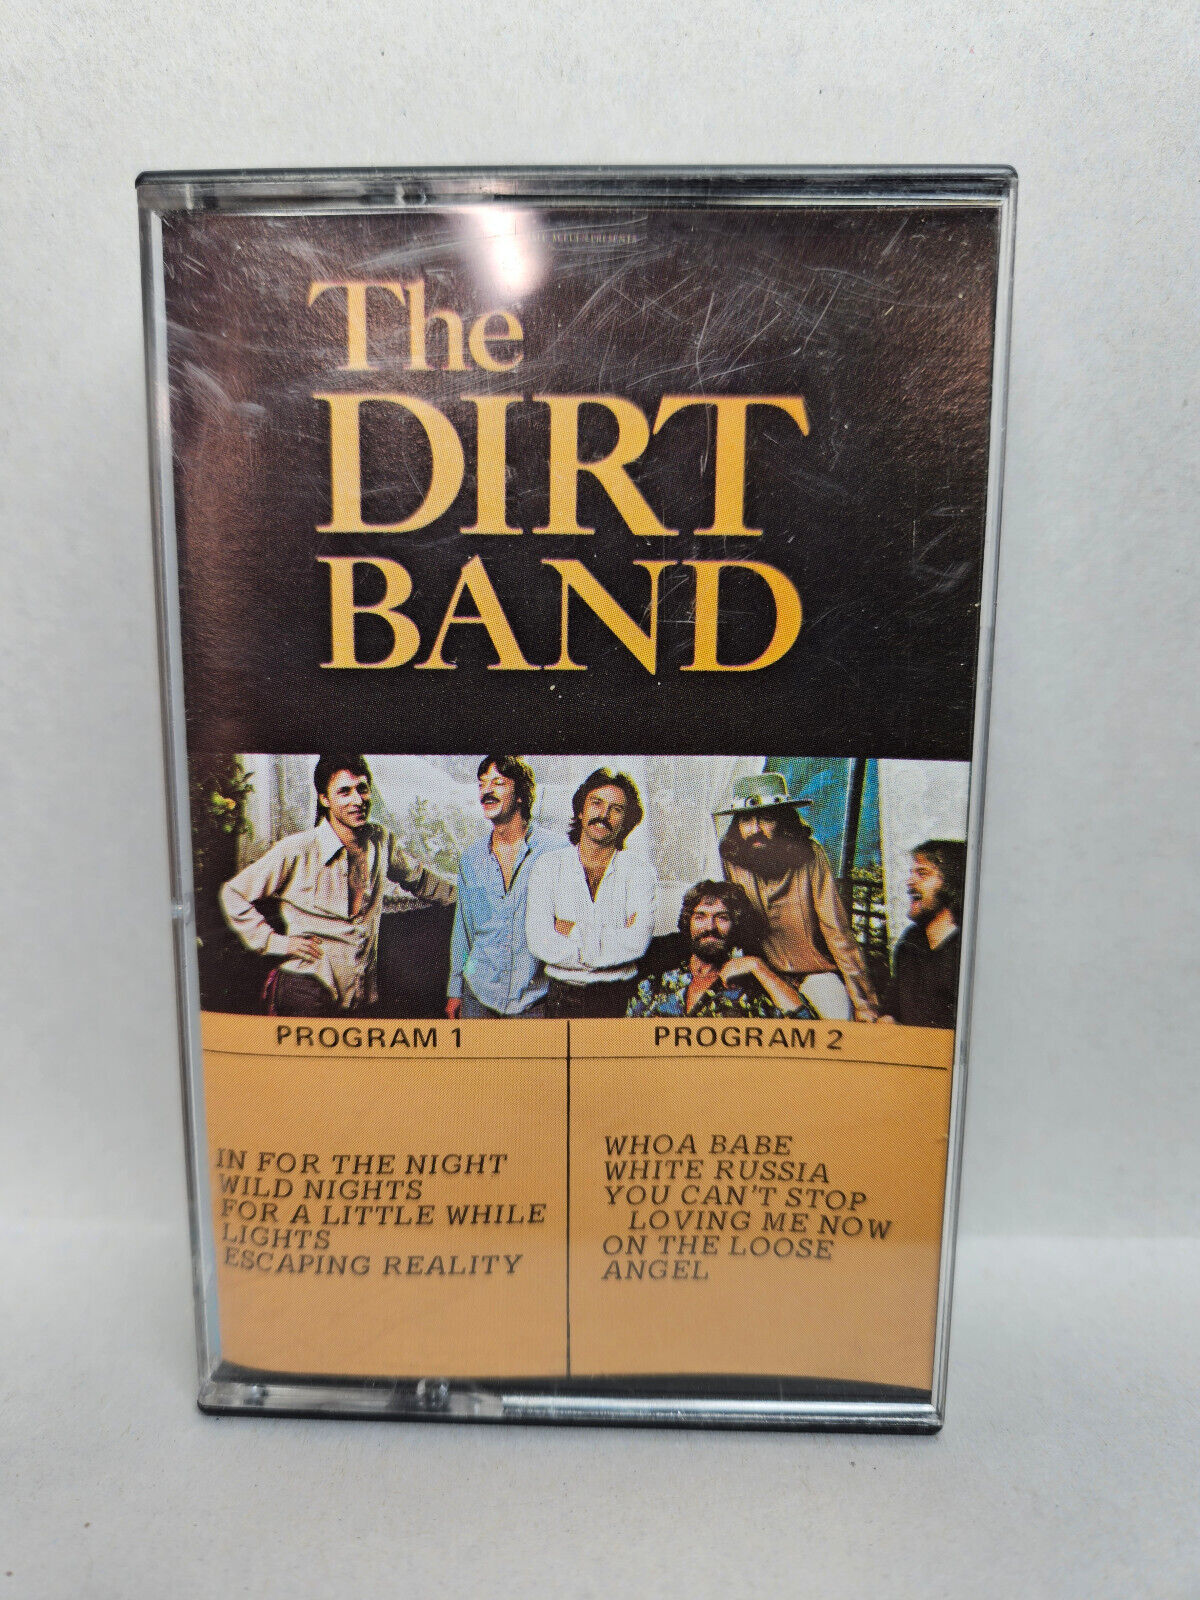 The
DIRT
BAND
PROGRAM 1
IN FOR THE NIGHT
WILD NIGHTS
FOR A LITTLE WHILE
LIGHTS
ESCAPING REALITY
PROGRAM 2
WHOA BABE
WHITE RUSSIA
YOU CAN'T STOP
LOVING ME NOW
ON THE LOOSE
ANGEL